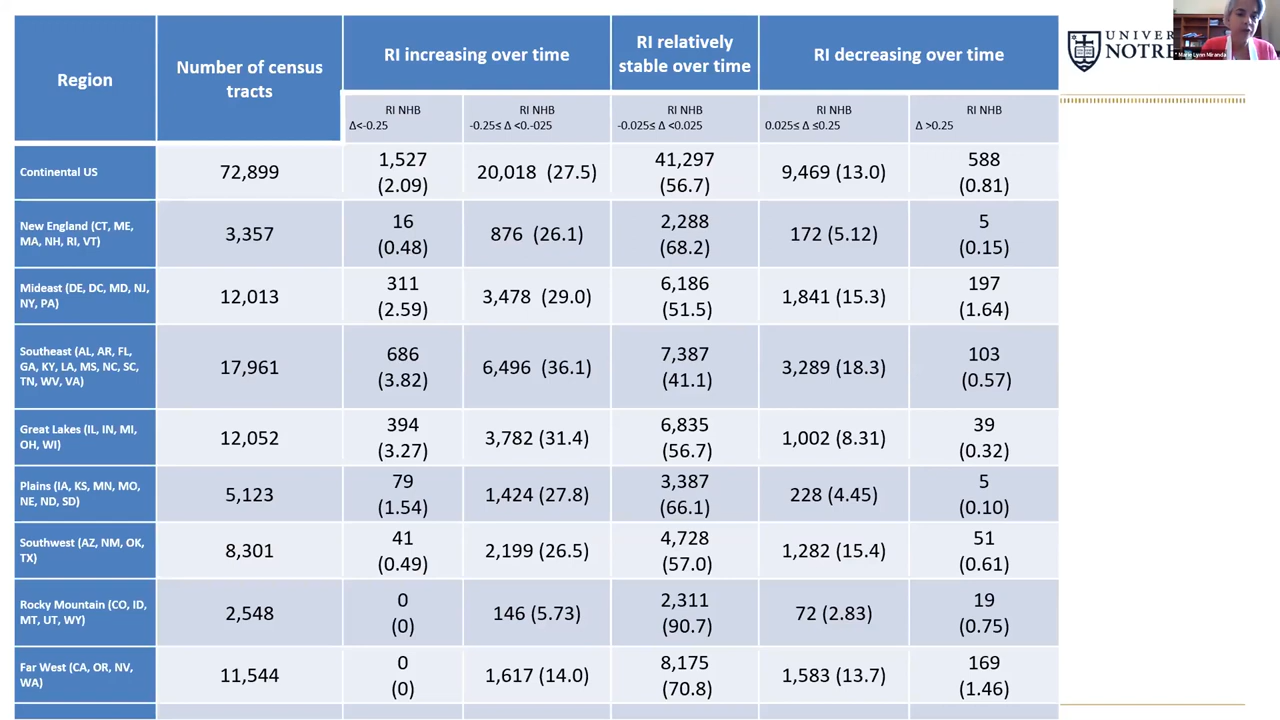 Region
Number of census
tracts
RI increasing over time
RI relatively
stable over time
RI decreasing over time
RI NHB
Δ<-0.25
RI NHB
-0.25≤ Δ <0.-025
RI NHB
-0.025≤ Δ <0.025
RI NHB
0.025≤ Δ ≤0.25
RI NHB
Δ >0.25
Continental US
72,899
1,527
(2.09)
20,018 (27.5)
41,297
(56.7)
9,469 (13.0)
588
(0.81)
New England (CT, ME,
MA, NH, RI, VT)
3,357
16
(0.48)
876 (26.1)
2,288
(68.2)
172 (5.12)
5
(0.15)
Mideast (DE, DC, MD, NJ,
NY, PA)
12,013
311
(2.59)
3,478 (29.0)
6,186
(51.5)
1,841 (15.3)
197
(1.64)
Southeast (AL, AR, FL,
GA, KY, LA, MS, NC, SC,
TN, WV, VA)
17,961
686
(3.82)
6,496 (36.1)
7,387
(41.1)
3,289 (18.3)
103
(0.57)
Great Lakes (IL, IN, MI,
OH, WI)
12,052
394
(3.27)
3,782 (31.4)
6,835
(56.7)
1,002 (8.31)
39
(0.32)
Plains (IA, KS, MN, MO,
NE, ND, SD)
5,123
79
(1.54)
1,424 (27.8)
3,387
(66.1)
228 (4.45)
5
(0.10)
Southwest (AZ, NM, OK,
TX)
8,301
41
(0.49)
2,199 (26.5)
4,728
(57.0)
1,282 (15.4)
51
(0.61)
Rocky Mountain (CO, ID,
MT, UT, WY)
2,548
0
(0)
146 (5.73)
2,311
(90.7)
72 (2.83)
19
(0.75)
Far West (CA, OR, NV,
WA)
11,544
0
(0)
1,617 (14.0)
8,175
(70.8)
1,583 (13.7)
169
(1.46)
UNIVER
NOTRE
Marie Lynn Miranda